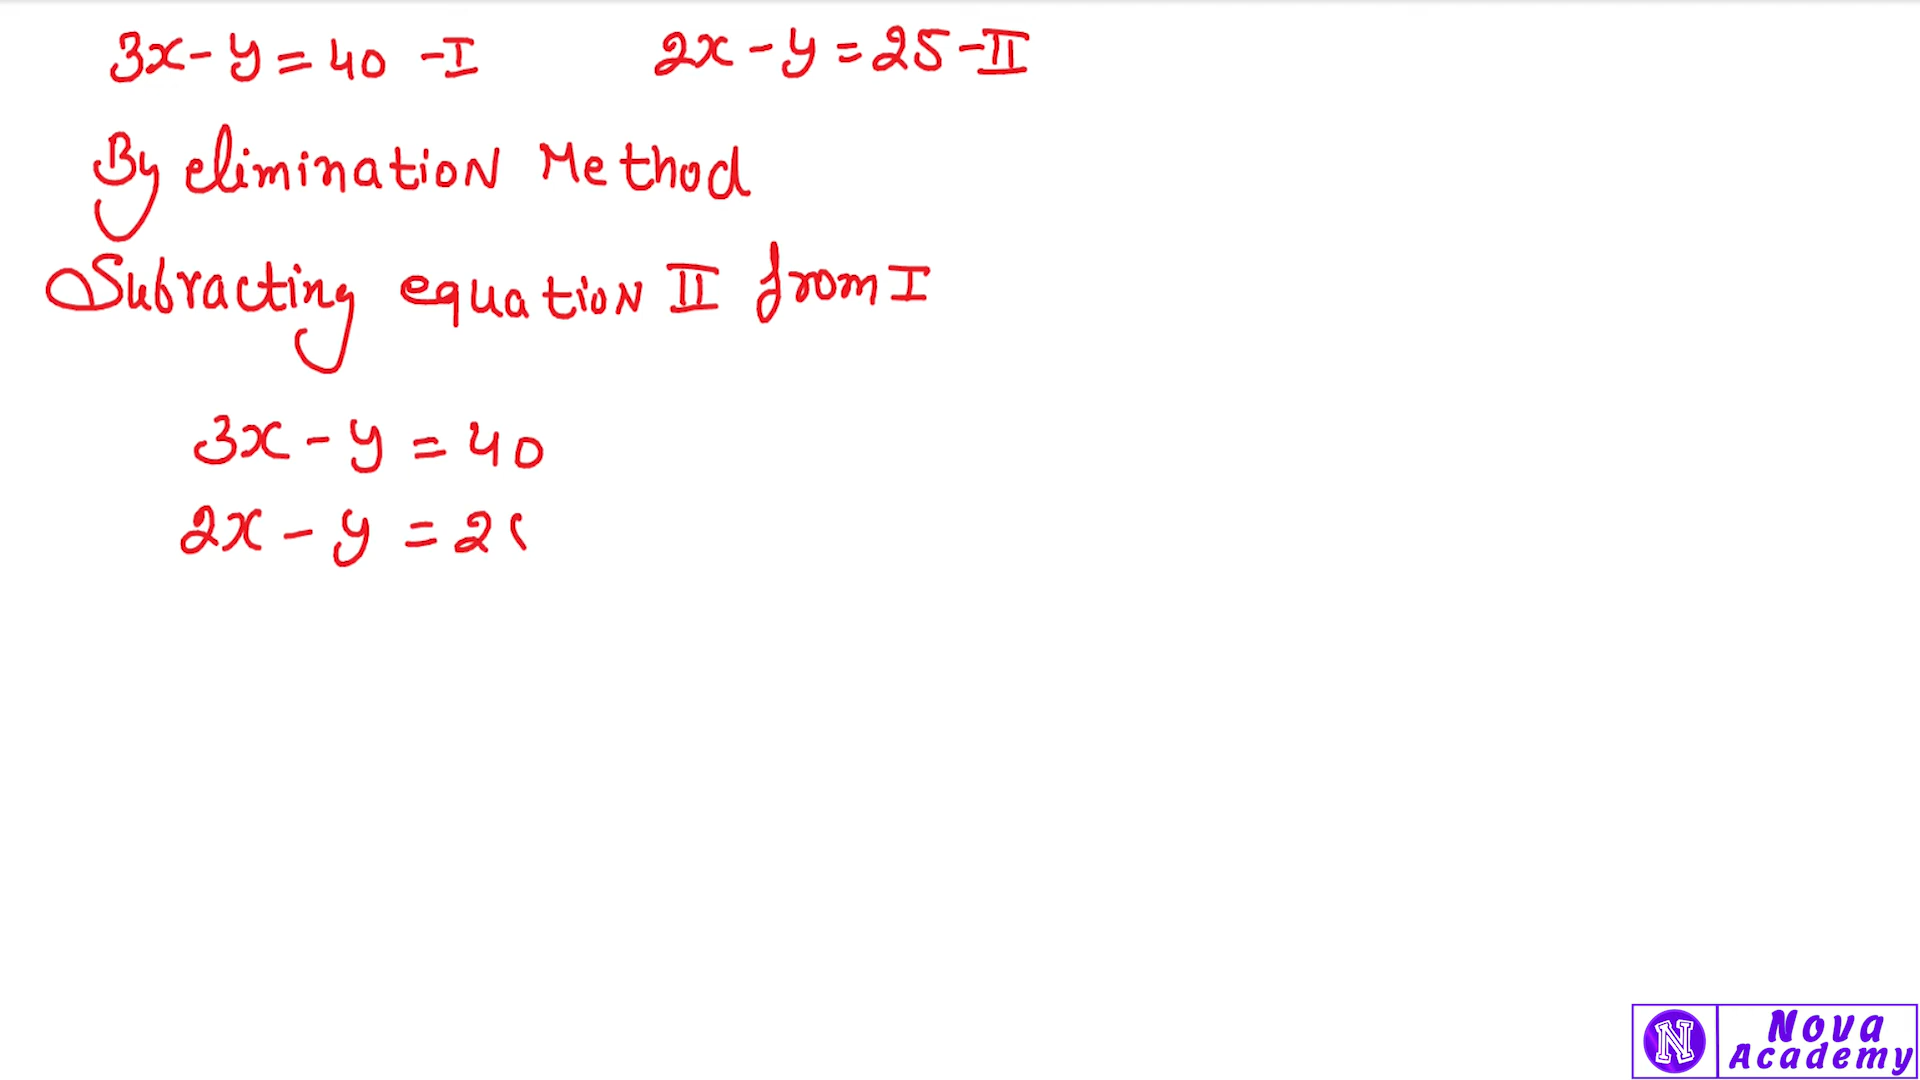 3x - y = 40 - I 2x - y = 25 - II
By elimination Method
Subracting equation II from I
3x - y = 40
2x - y = 2
N Nova
Academy